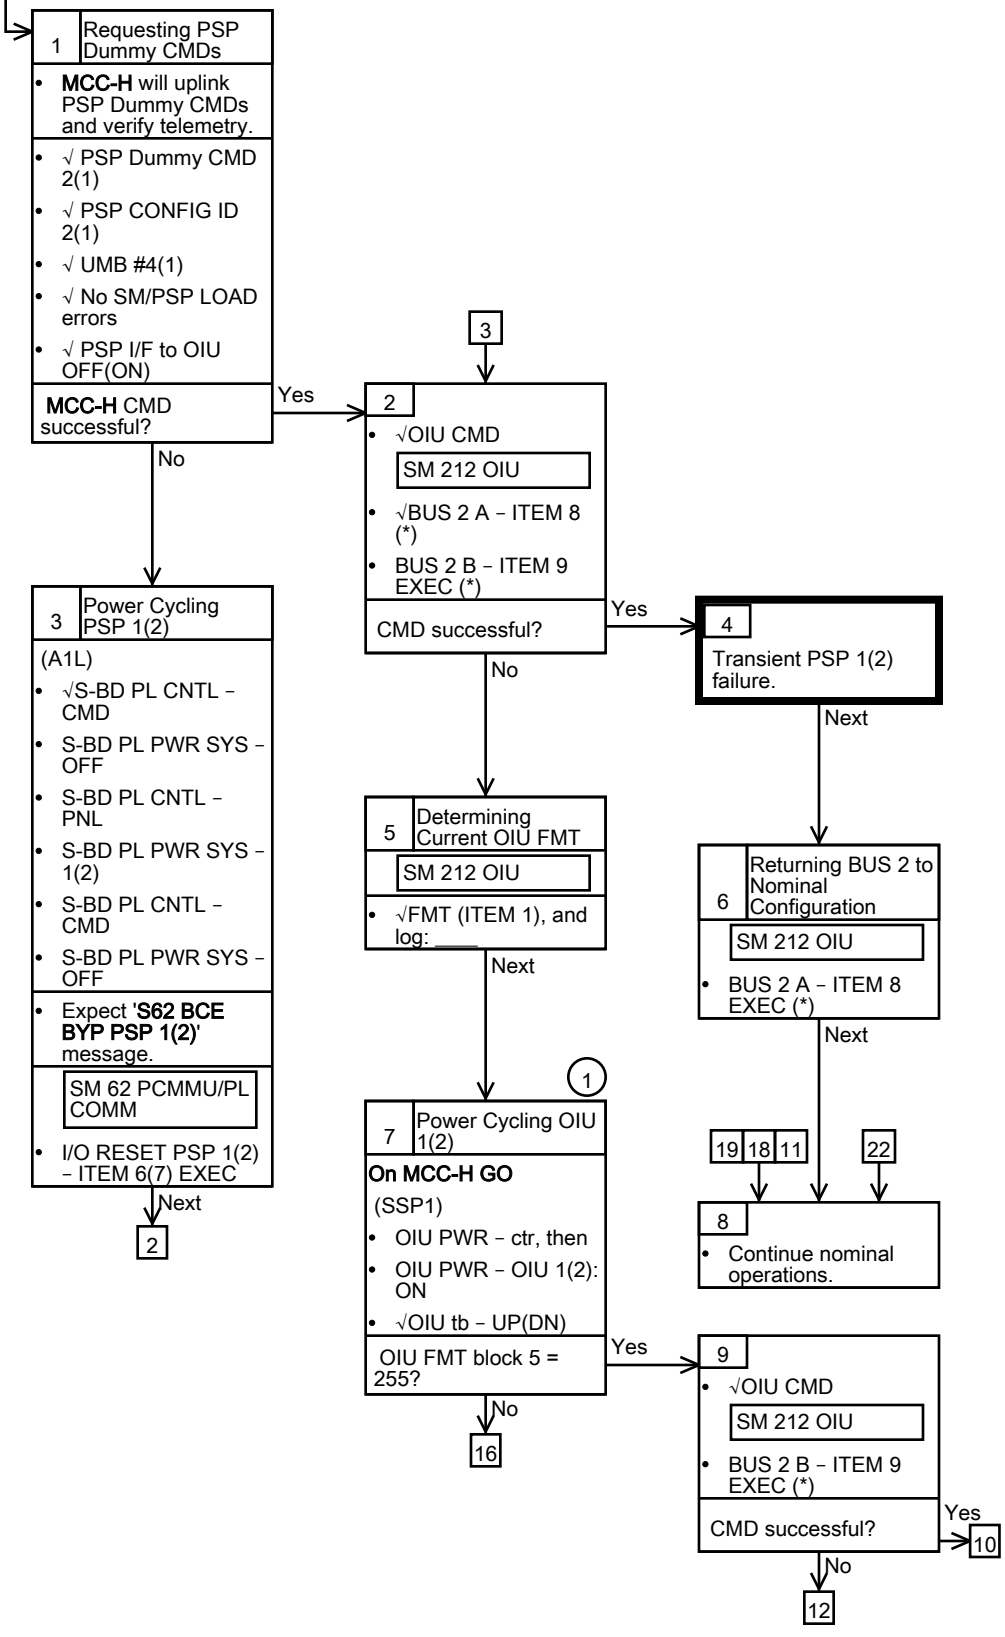 1
Requesting PSP
Dummy CMDs
• MCC-H will uplink
PSP Dummy CMDs
and verify telemetry.
• √ PSP Dummy CMD
2(1)
• √ PSP CONFIG ID
2(1)
• √ UMB #4(1)
• √ No SM/PSP LOAD
errors
• √ PSP I/F to OIU
OFF(ON)
MCC-H CMD
successful?
Yes
No
3
Power Cycling
PSP 1(2)
(A1L)
• √S-BD PL CNTL –
CMD
• S-BD PL PWR SYS –
OFF
• S-BD PL CNTL –
PNL
• S-BD PL PWR SYS –
1(2)
• S-BD PL CNTL –
CMD
• S-BD PL PWR SYS –
OFF
• Expect 'S62 BCE
BYP PSP 1(2)'
message.
SM 62 PCMMU/PL
COMM
• I/O RESET PSP 1(2)
– ITEM 6(7) EXEC
Next
2
3
2
• √OIU CMD
SM 212 OIU
• √BUS 2 A – ITEM 8
(*)
• BUS 2 B – ITEM 9
EXEC (*)
CMD successful?
Yes
No
4
Transient PSP 1(2)
failure.
Next
5
Determining
Current OIU FMT
SM 212 OIU
• √FMT (ITEM 1), and
log: ____
Next
6
Returning BUS 2 to
Nominal
Configuration
SM 212 OIU
• BUS 2 A – ITEM 8
EXEC (*)
Next
1
7
Power Cycling OIU
1(2)
On MCC-H GO
(SSP1)
• OIU PWR – ctr, then
• OIU PWR – OIU 1(2):
ON
• √OIU tb – UP(DN)
OIU FMT block 5 =
255?
Yes
No
16
19 18 11 22
8
• Continue nominal
operations.
9
• √OIU CMD
SM 212 OIU
• BUS 2 B – ITEM 9
EXEC (*)
CMD successful?
Yes
10
No
12